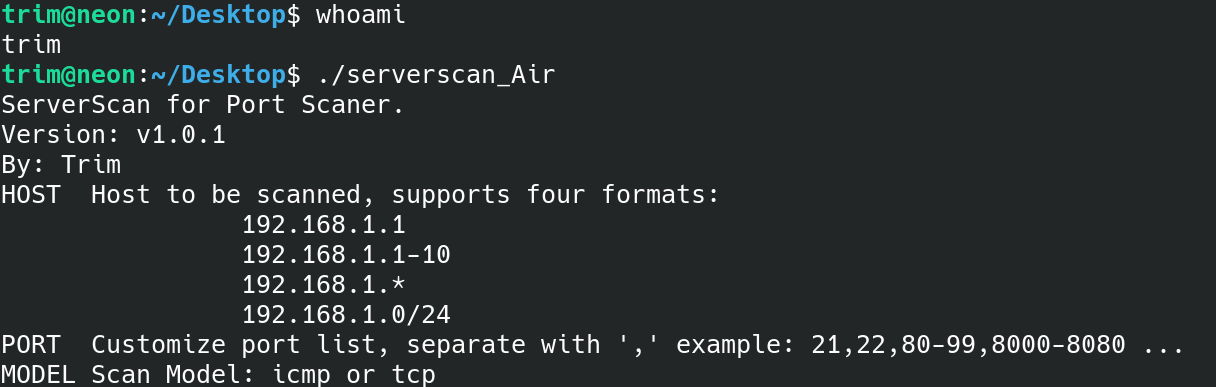 trim@neon:~/Desktop$ whoami
trim
trim@neon:~/Desktop$ ./serverscan_Air
ServerScan for Port Scaner.
Version: v1.0.1
By: Trim
HOST  Host to be scanned, supports four formats:
192.168.1.1
192.168.1.1-10
192.168.1.*
192.168.1.0/24
PORT  Customize port list, separate with ',' example: 21,22,80-99,8000-8080 ...
MODEL Scan Model: icmp or tcp